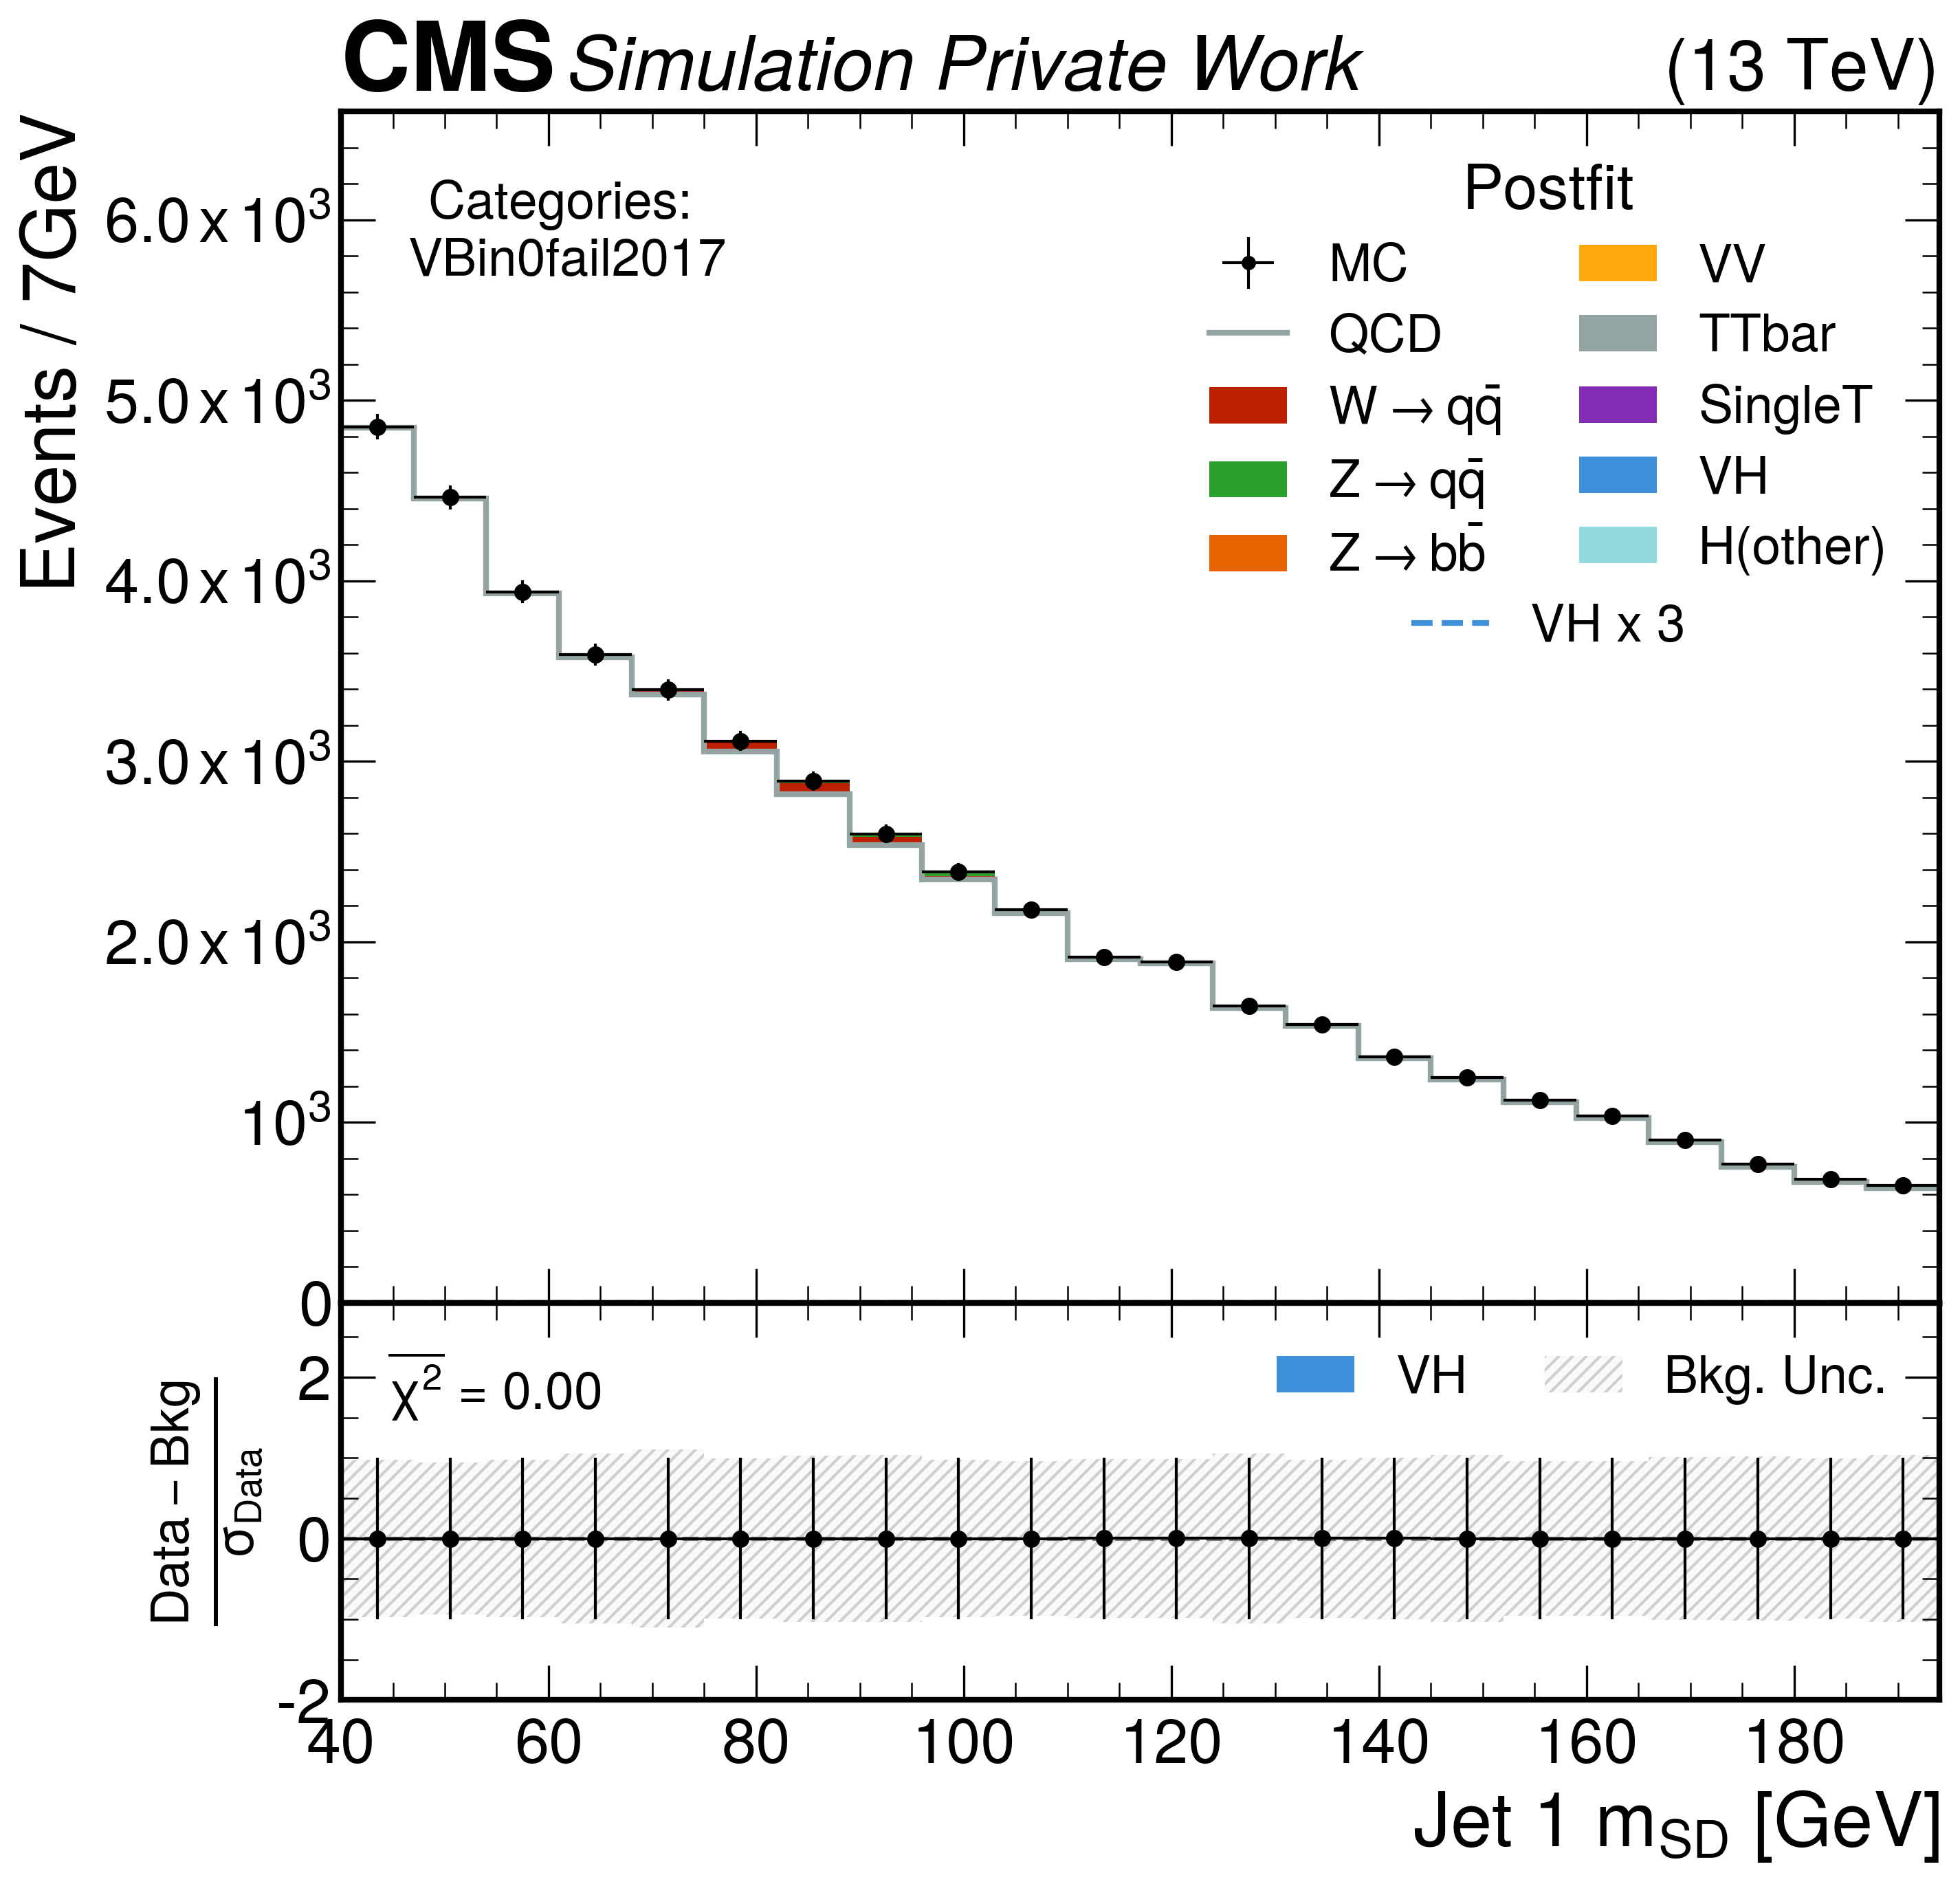 CMS Simulation Private Work (13 TeV)
Events / 7GeV
6.0 x 10³
5.0 x 10³
4.0 x 10³
3.0 x 10³
2.0 x 10³
10³
0
Categories:
VBin0fail2017
Postfit
MC
QCD
W → qq̄
Z → qq̄
Z → bb̄
VV
TTbar
SingleT
VH
H(other)
VH x 3
Data − Bkg
σ_Data
2
0
-2
χ̅²̅ = 0.00
VH
Bkg. Unc.
40 60 80 100 120 140 160 180
Jet 1 m_SD [GeV]